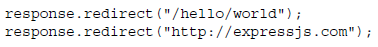 response.redirect("/hello/world");
response.redirect("http://expressjs.com");